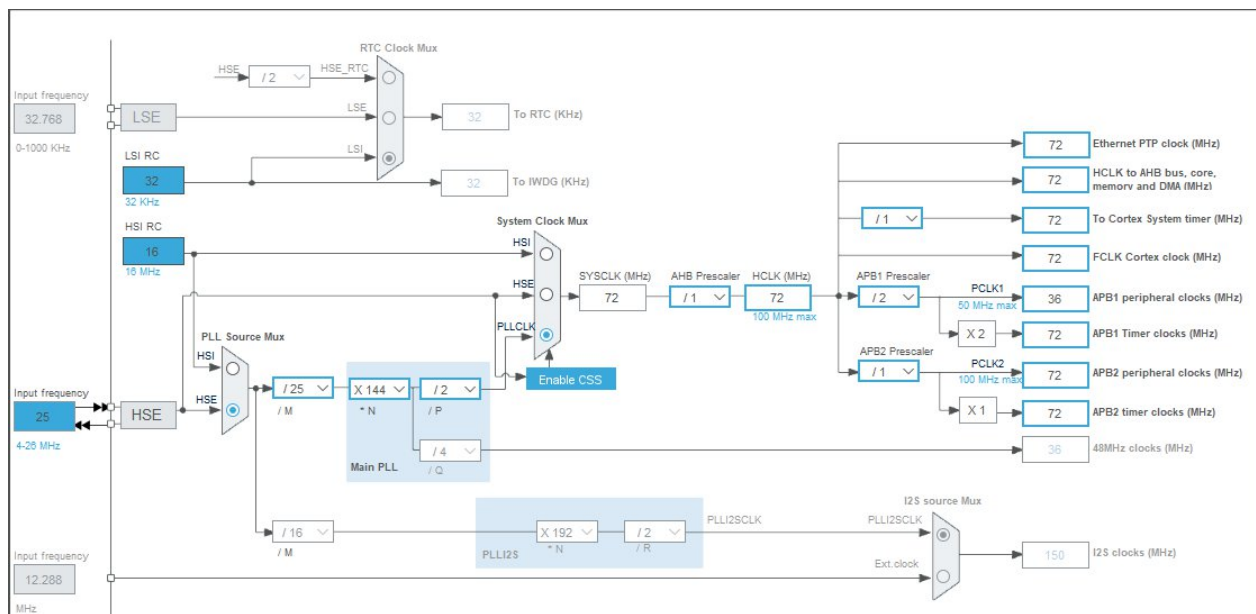 RTC Clock Mux
HSE
/ 2
HSE_RTC
Input frequency
32.768
0-1000 KHz
LSE
LSE
32
To RTC (KHz)
LSI RC
32
32 KHz
LSI
32
To IWDG (KHz)
HSI RC
16
16 MHz
System Clock Mux
HSI
HSE
PLLCLK
SYSCLK (MHz)
72
AHB Prescaler
/ 1
HCLK (MHz)
72
100 MHz max
72
Ethernet PTP clock (MHz)
72
HCLK to AHB bus, core,
memory and DMA (MHz)
/ 1
72
To Cortex System timer (MHz)
72
FCLK Cortex clock (MHz)
APB1 Prescaler
/ 2
PCLK1
50 MHz max
36
APB1 peripheral clocks (MHz)
X 2
72
APB1 Timer clocks (MHz)
APB2 Prescaler
/ 1
PCLK2
100 MHz max
72
APB2 peripheral clocks (MHz)
X 1
72
APB2 timer clocks (MHz)
PLL Source Mux
HSI
HSE
Input frequency
25
4-26 MHz
HSE
/ 25
/ M
X 144
* N
/ 2
/ P
Enable CSS
/ 4
/ Q
Main PLL
36
48MHz clocks (MHz)
/ 16
/ M
X 192
* N
/ 2
/ R
PLLI2S
PLLI2SCLK
I2S source Mux
PLLI2SCLK
Ext.clock
150
I2S clocks (MHz)
Input frequency
12.288
MHz